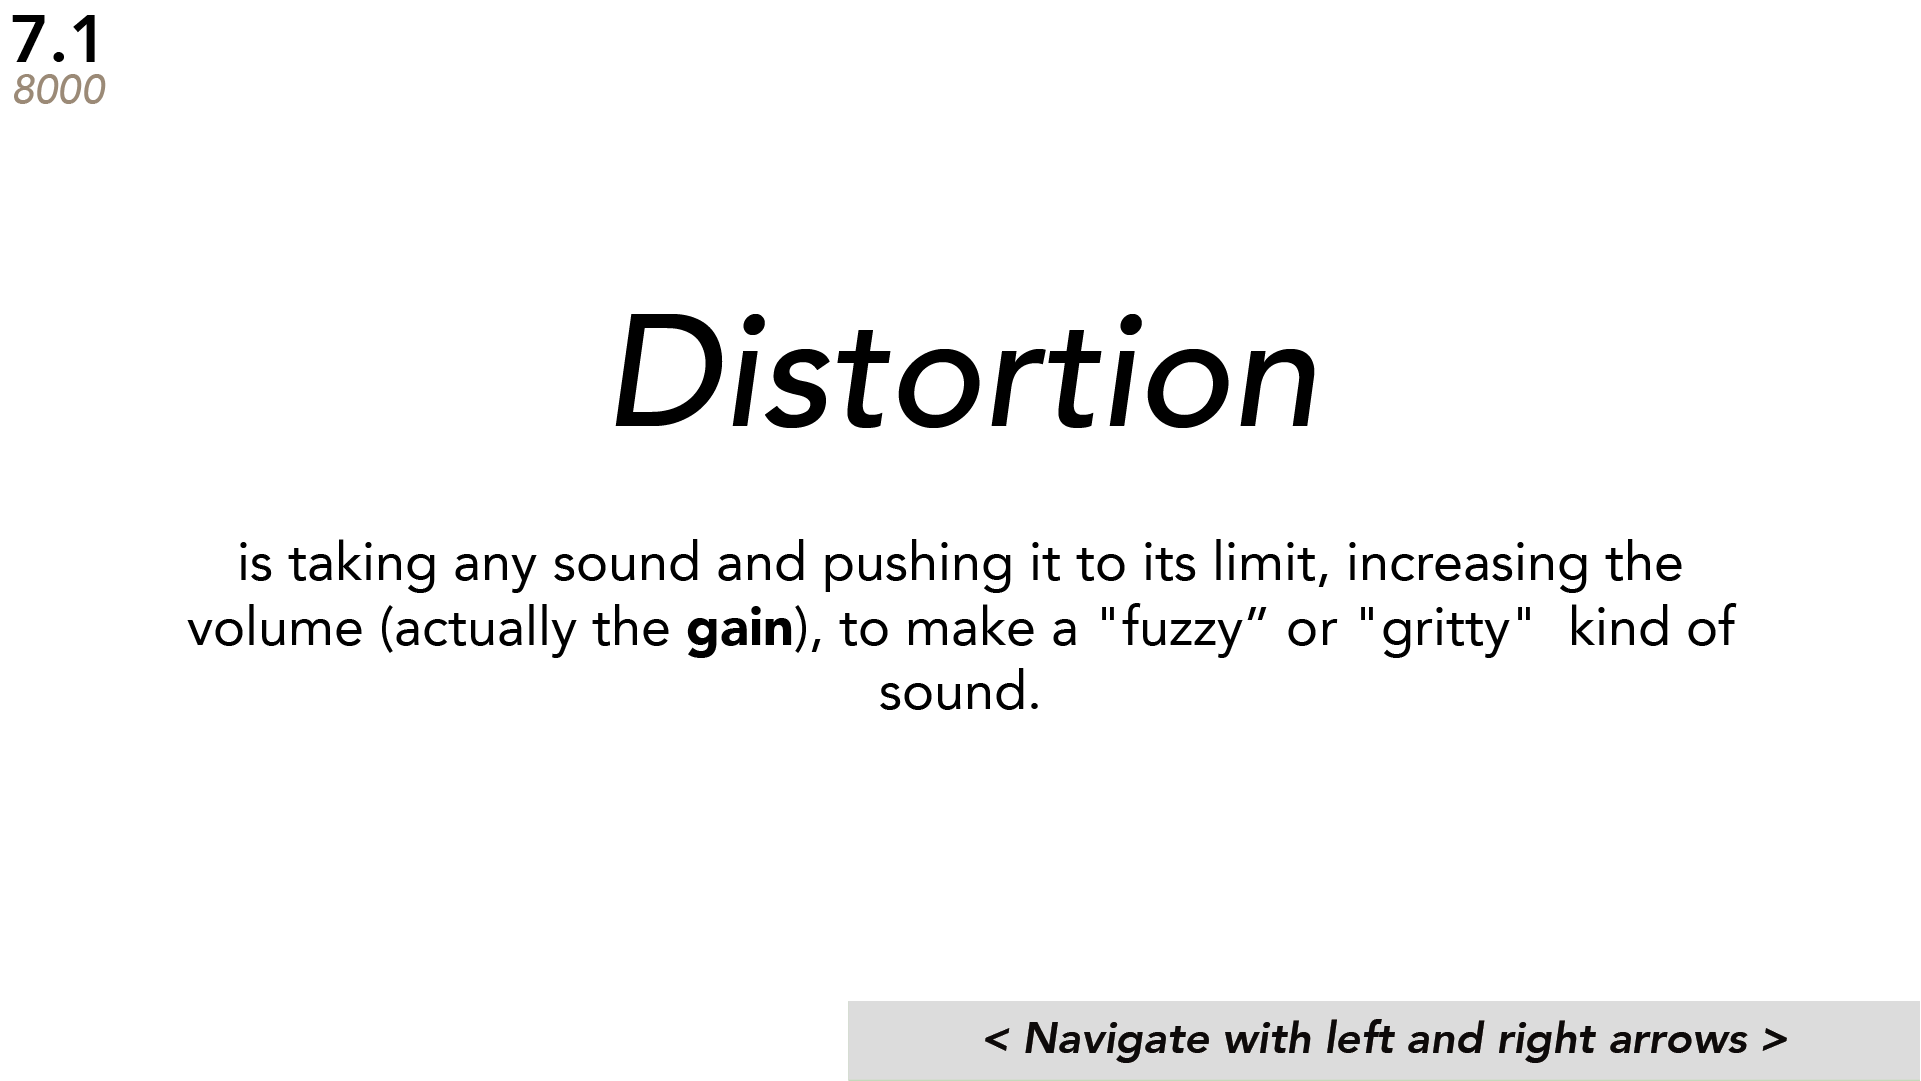 7.1
8000
Distortion
is taking any sound and pushing it to its limit, increasing the
volume (actually the gain), to make a "fuzzy” or "gritty"  kind of
sound.
< Navigate with left and right arrows >